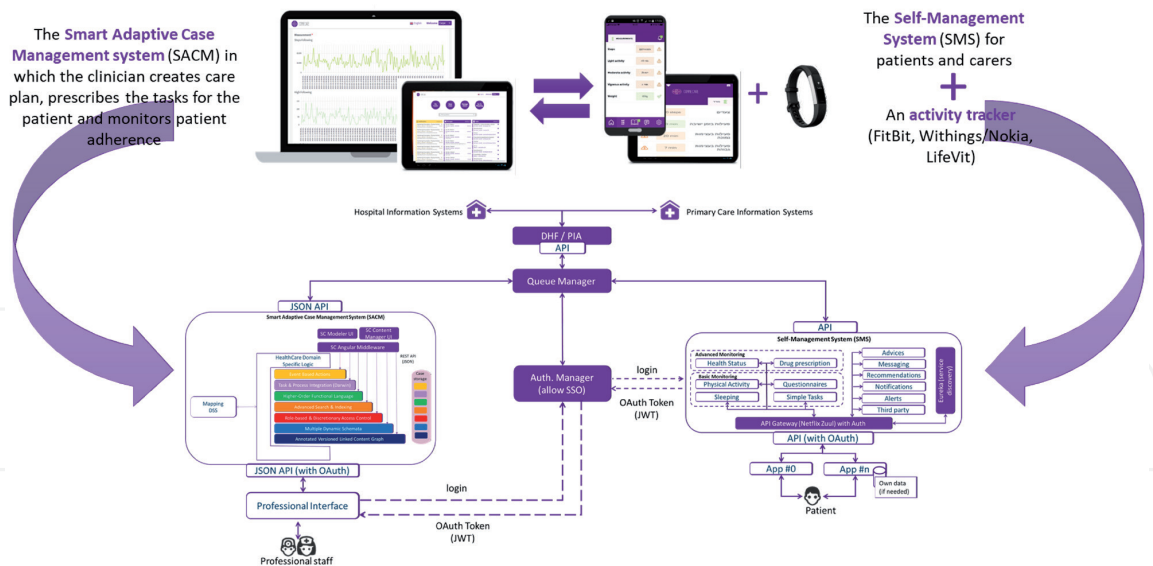 The Smart Adaptive Case
Management system (SACM) in
which the clinician creates care
plan, prescribes the tasks for the
patient and monitors patient
adherence
The Self-Management
System (SMS) for
patients and carers
An activity tracker
(FitBit, Withings/Nokia,
LifeVit)
Hospital Information Systems
Primary Care Information Systems
DHF / PIA
API
Queue Manager
JSON API
Smart Adaptive Case Management System (SACM)
SC Modeler UI
SC Content
Manager UI
SC Angular Middleware
HealthCare Domain
Specific Logic
REST API
(JSON)
Task & Process Integration (Sensin)
Higher-Order Functional Language
Advanced Search & Indexing
Role-based & Discretionary Access Control
Multiple Dynamic Schemata
Annotated Versioned Linked Content Graph
Mapping
DSS
Case
JSON API (with OAuth)
Professional Interface
Professional staff
login
OAuth Token
(JWT)
Auth. Manager
(allow SSO)
login
OAuth Token
(JWT)
API
Self-Management System (SMS)
Advanced Monitoring
Health Status
Drug prescription
Basic Monitoring
Physical Activity
Questionnaires
Sleeping
Simple Tasks
Advices
Messaging
Recommendations
Notifications
Alerts
Third party
Eureka (service
discovery)
API Gateway (Netflix Zuul) with Auth
API (with OAuth)
App #0
App #n
Own data
(if needed)
Patient